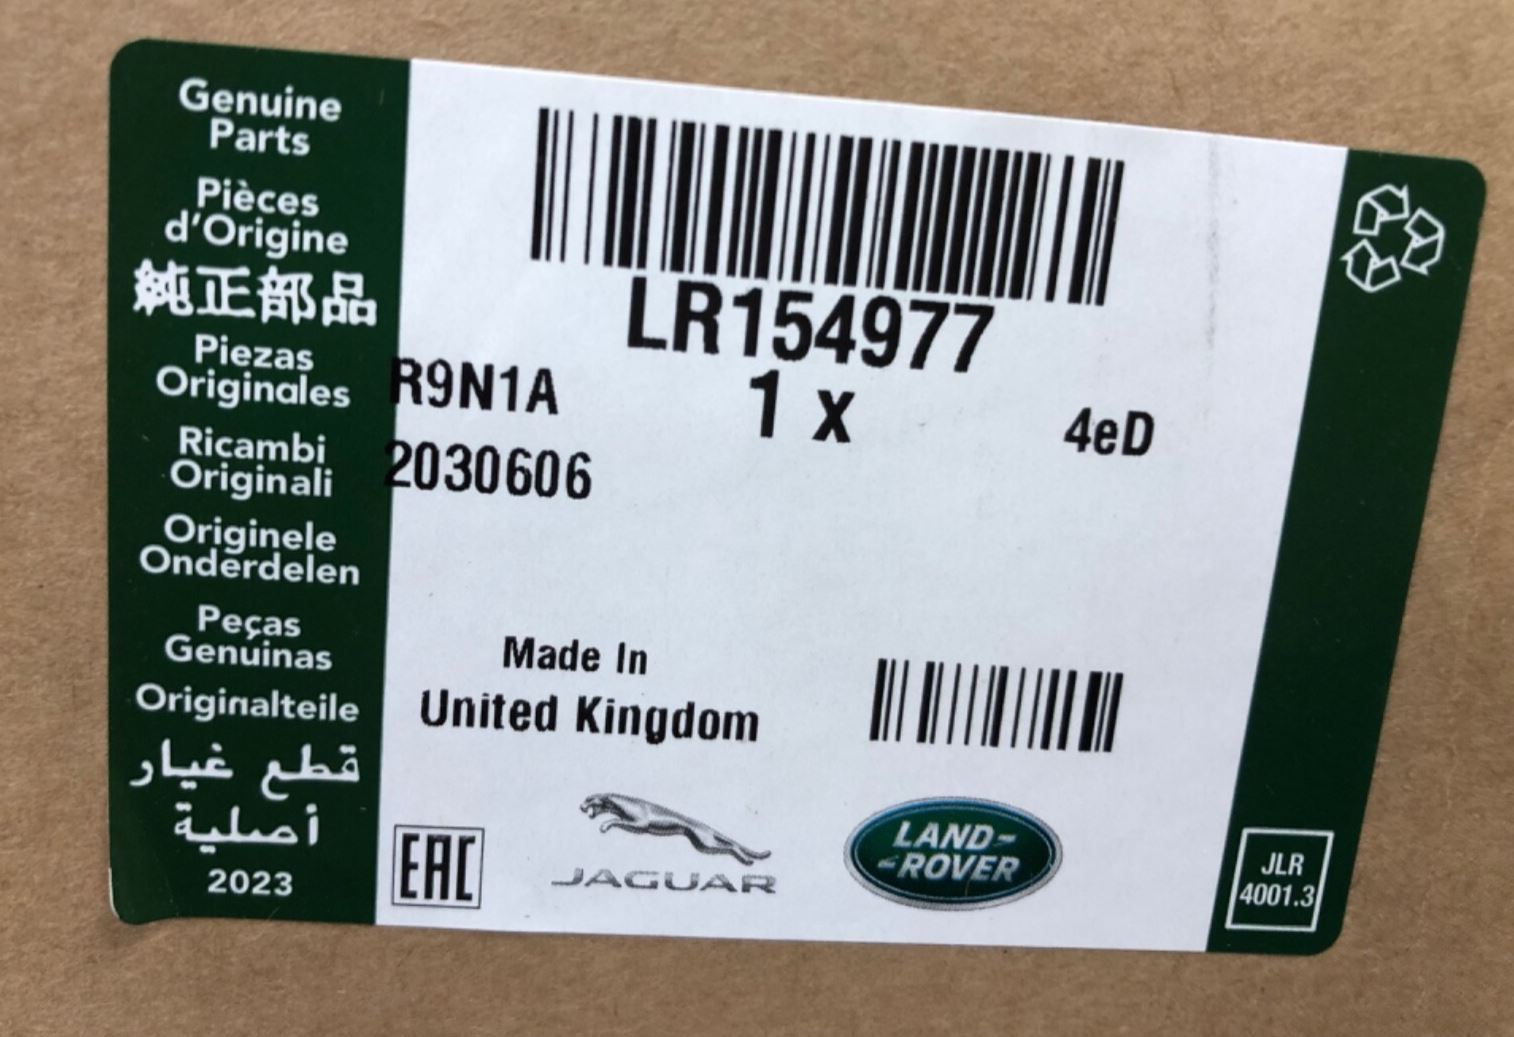 Genuine
Parts
Pièces
d'Origine
純正部品
Piezas
Originales
Ricambi
Originali
Originele
Onderdelen
Peças
Genuinas
Originalteile
قطع غيار
أصلية
2023
LR154977
R9N1A
1 x
4eD
2030606
Made In
United Kingdom
EAC
JAGUAR
LAND-
-ROVER
JLR
4001.3